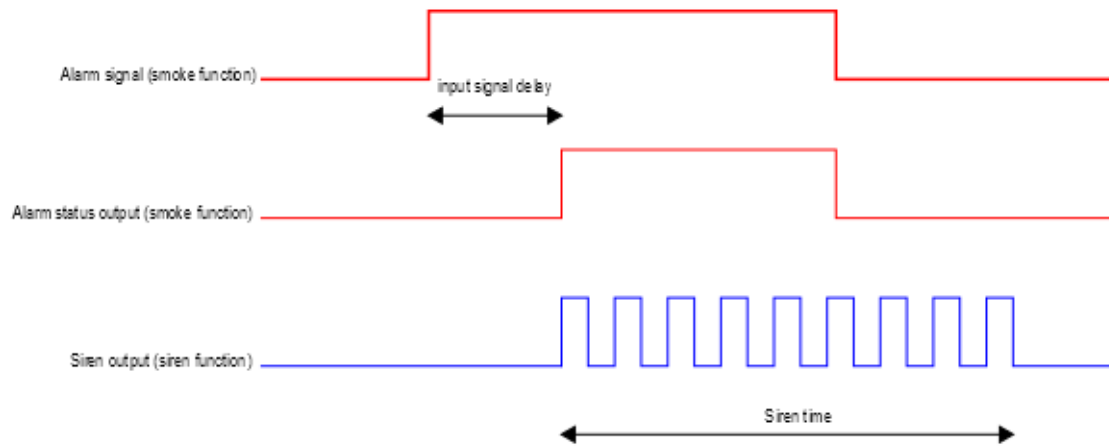 Alarm signal (smoke function)
input signal delay
Alarm status output (smoke function)
Siren output (siren function)
Siren time